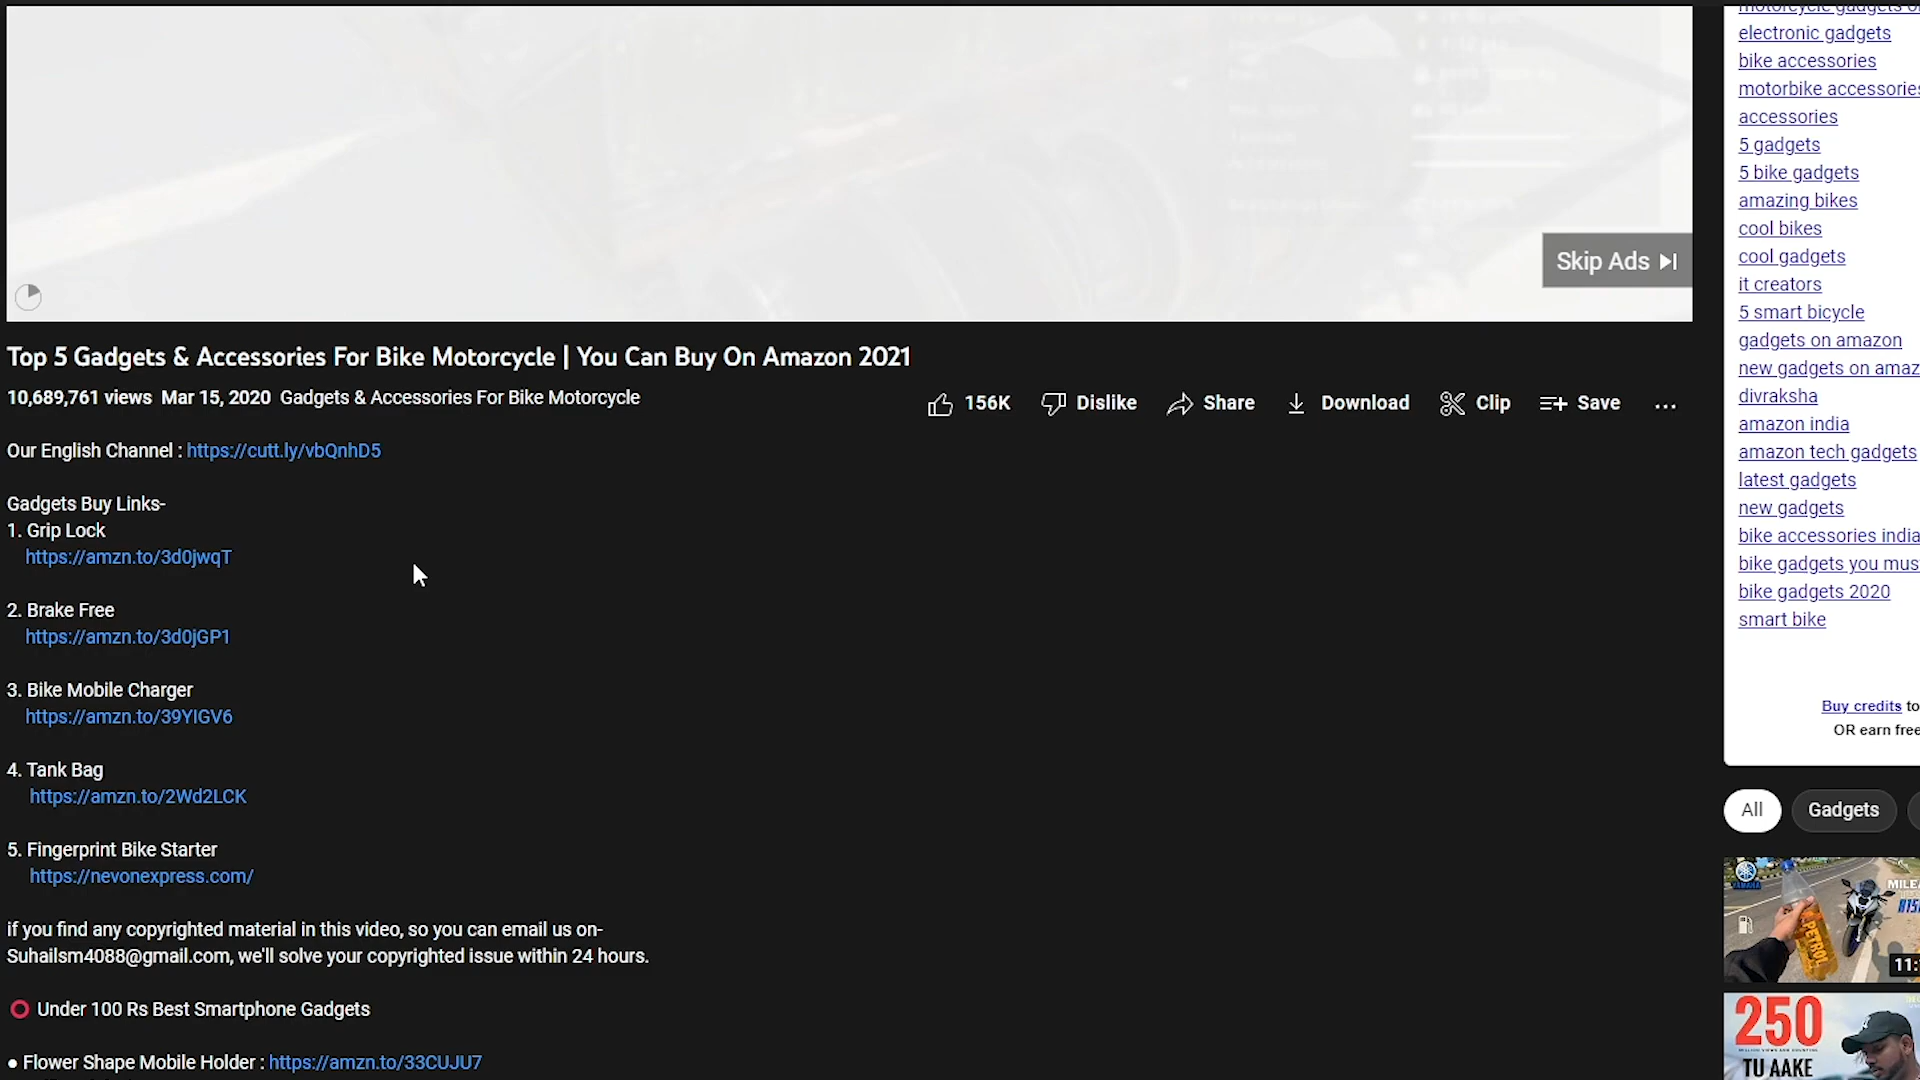 Skip Ads
Top 5 Gadgets & Accessories For Bike Motorcycle | You Can Buy On Amazon 2021
10,689,761 views Mar 15, 2020 Gadgets & Accessories For Bike Motorcycle
156K Dislike Share Download Clip Save ...
Our English Channel : https://cutt.ly/vbQnhD5
Gadgets Buy Links-
1. Grip Lock
https://amzn.to/3d0jwqT
2. Brake Free
https://amzn.to/3d0jGP1
3. Bike Mobile Charger
https://amzn.to/39YIGV6
4. Tank Bag
https://amzn.to/2Wd2LCK
5. Fingerprint Bike Starter
https://nevonexpress.com/
if you find any copyrighted material in this video, so you can email us on-
Suhailsm4088@gmail.com, we'll solve your copyrighted issue within 24 hours.
Under 100 Rs Best Smartphone Gadgets
● Flower Shape Mobile Holder : https://amzn.to/33CUJU7
motorcycle gadgets
electronic gadgets
bike accessories
motorbike accessories
accessories
5 gadgets
5 bike gadgets
amazing bikes
cool bikes
cool gadgets
it creators
5 smart bicycle
gadgets on amazon
new gadgets on amaz
divraksha
amazon india
amazon tech gadgets
latest gadgets
new gadgets
bike accessories india
bike gadgets you mus
bike gadgets 2020
smart bike
Buy credits to
OR earn free
All Gadgets
YAMAHA
MILE
R15
PETROL
11:
250
TU AAKE